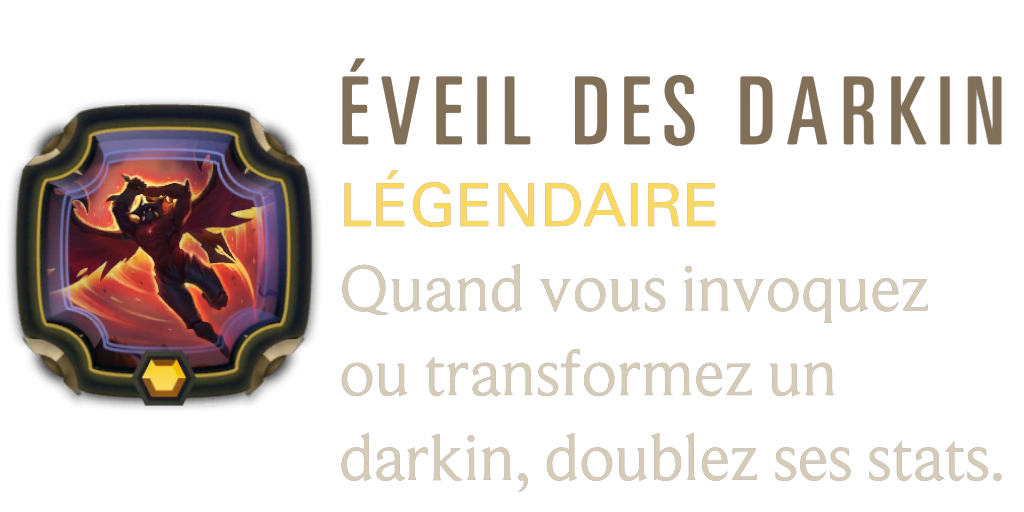 ÉVEIL DES DARKIN
LÉGENDAIRE
Quand vous invoquez
ou transformez un
darkin, doublez ses stats.